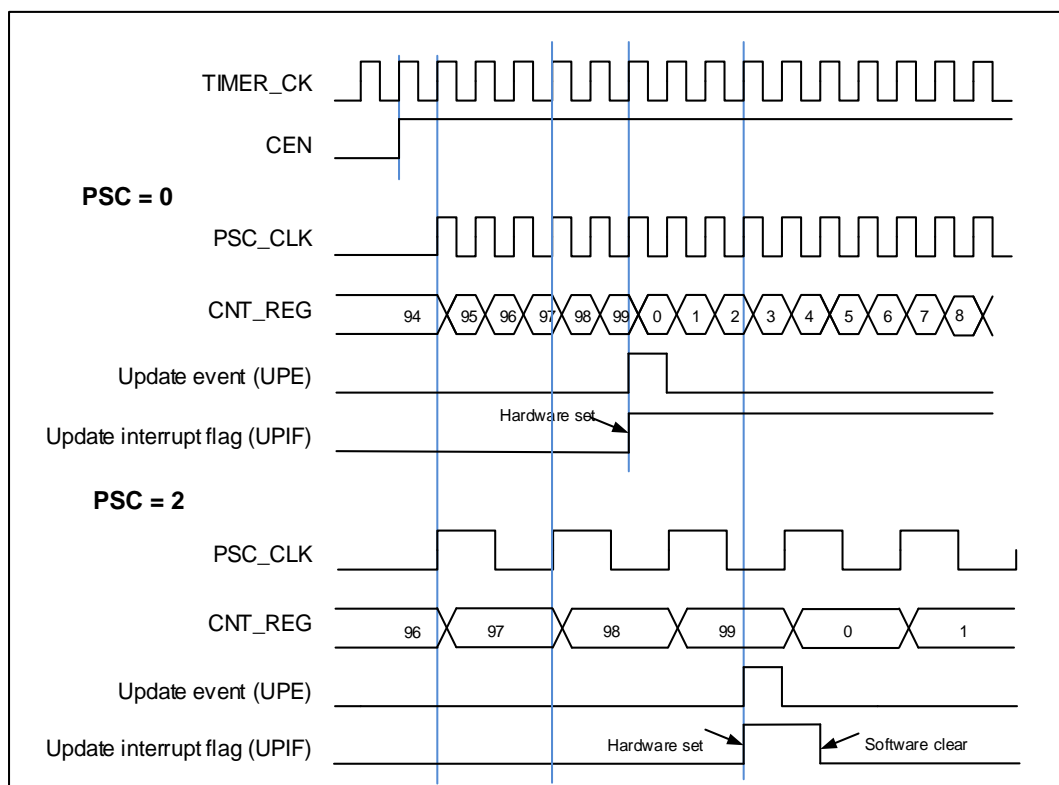 TIMER_CK
CEN
PSC = 0
PSC_CLK
CNT_REG 94 95 96 97 98 99 0 1 2 3 4 5 6 7 8
Update event (UPE)
Hardware set
Update interrupt flag (UPIF)
PSC = 2
PSC_CLK
CNT_REG 96 97 98 99 0 1
Update event (UPE)
Update interrupt flag (UPIF) Hardware set Software clear